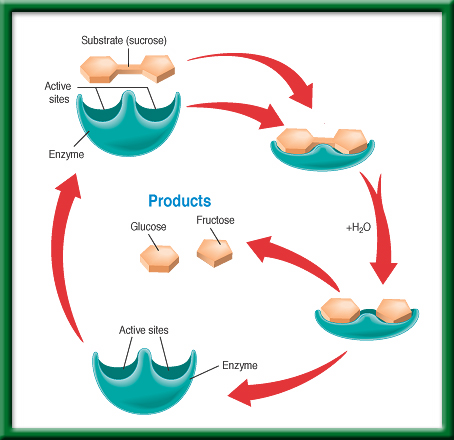 Substrate (sucrose)
Active
sites
Enzyme
+H₂O
Products
Glucose
Fructose
Active sites
Enzyme